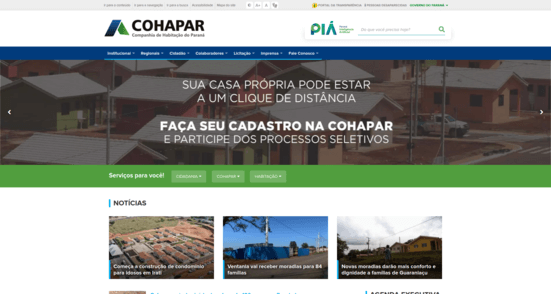 Ir para o conteúdo Ir para a navegação Ir para a busca Acessibilidade Mapa do site A A+ A PORTAL DA TRANSPARÊNCIA GOVERNO DO PARANÁ
COHAPAR
Companhia de Habitação do Paraná
PIÁ
De que você precisa hoje?
Institucional Regionais Cidadão Colaboradores Licitação Imprensa Fale Conosco
SUA CASA PRÓPRIA PODE ESTAR
A UM CLIQUE DE DISTÂNCIA
FAÇA SEU CADASTRO NA COHAPAR
E PARTICIPE DOS PROCESSOS SELETIVOS
Serviços para você! CIDADANIA COHAPAR HABITAÇÃO
NOTÍCIAS
Começa a construção de condomínio
para idosos em Irati
Ventania vai receber moradias para 84
famílias
Novas moradias darão mais conforto e
dignidade a famílias de Guaraniaçu
AGENDA EXECUTIVA